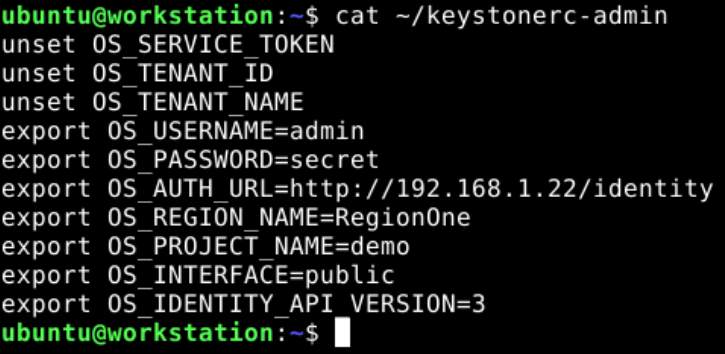 ubuntu@workstation:~$ cat ~/keystonerc-admin
unset OS_SERVICE_TOKEN
unset OS_TENANT_ID
unset OS_TENANT_NAME
export OS_USERNAME=admin
export OS_PASSWORD=secret
export OS_AUTH_URL=http://192.168.1.22/identity
export OS_REGION_NAME=RegionOne
export OS_PROJECT_NAME=demo
export OS_INTERFACE=public
export OS_IDENTITY_API_VERSION=3
ubuntu@workstation:~$